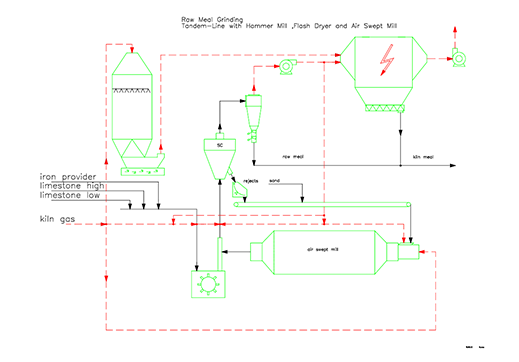 Raw Meal Grinding
Tandem-Line with Hammer Mill ,Flash Dryer and Air Swept Mill
SC
raw meal
kiln meal
iron provider
limestone high
limestone low
rejects
sand
kiln gas
air swept mill